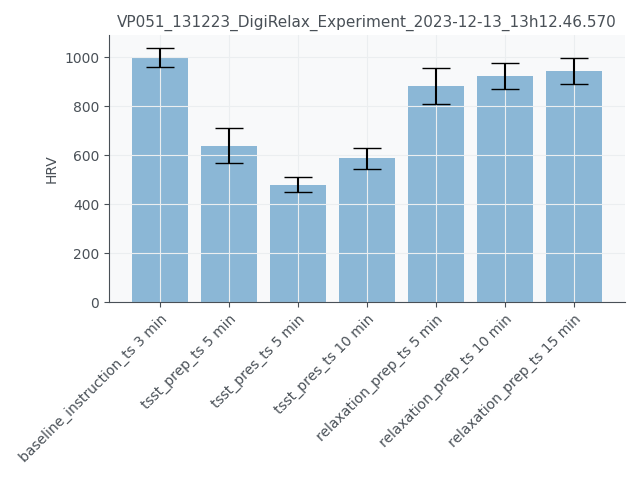 VP051_131223_DigiRelax_Experiment_2023-12-13_13h12.46.570
HRV
1000
800
600
400
200
0
baseline_instruction_ts 3 min
tsst_prep_ts 5 min
tsst_pres_ts 5 min
tsst_pres_ts 10 min
relaxation_prep_ts 5 min
relaxation_prep_ts 10 min
relaxation_prep_ts 15 min